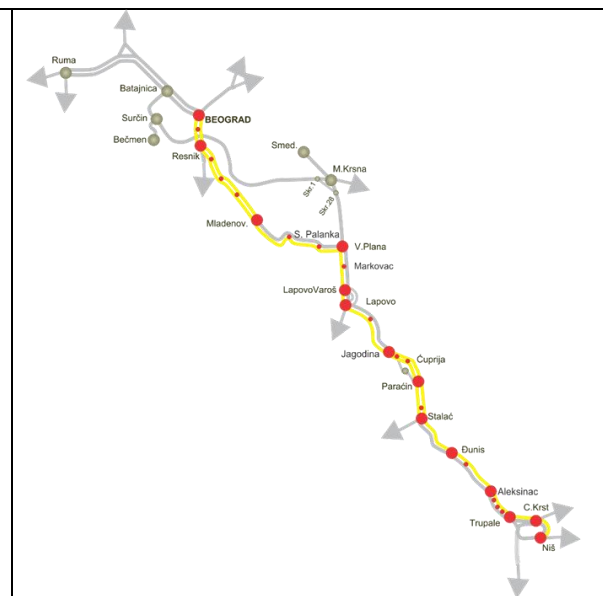 Ruma
Batajnica
Surčin
BEOGRAD
Bečmen
Resnik
Smed.
M.Krsna
Skr.1
Skr.28
Mladenov.
S. Palanka
V.Plana
Markovac
LapovoVaroš
Lapovo
Jagodina
Ćuprija
Paraćin
Stalać
Đunis
Aleksinac
C.Krst
Trupale
Niš